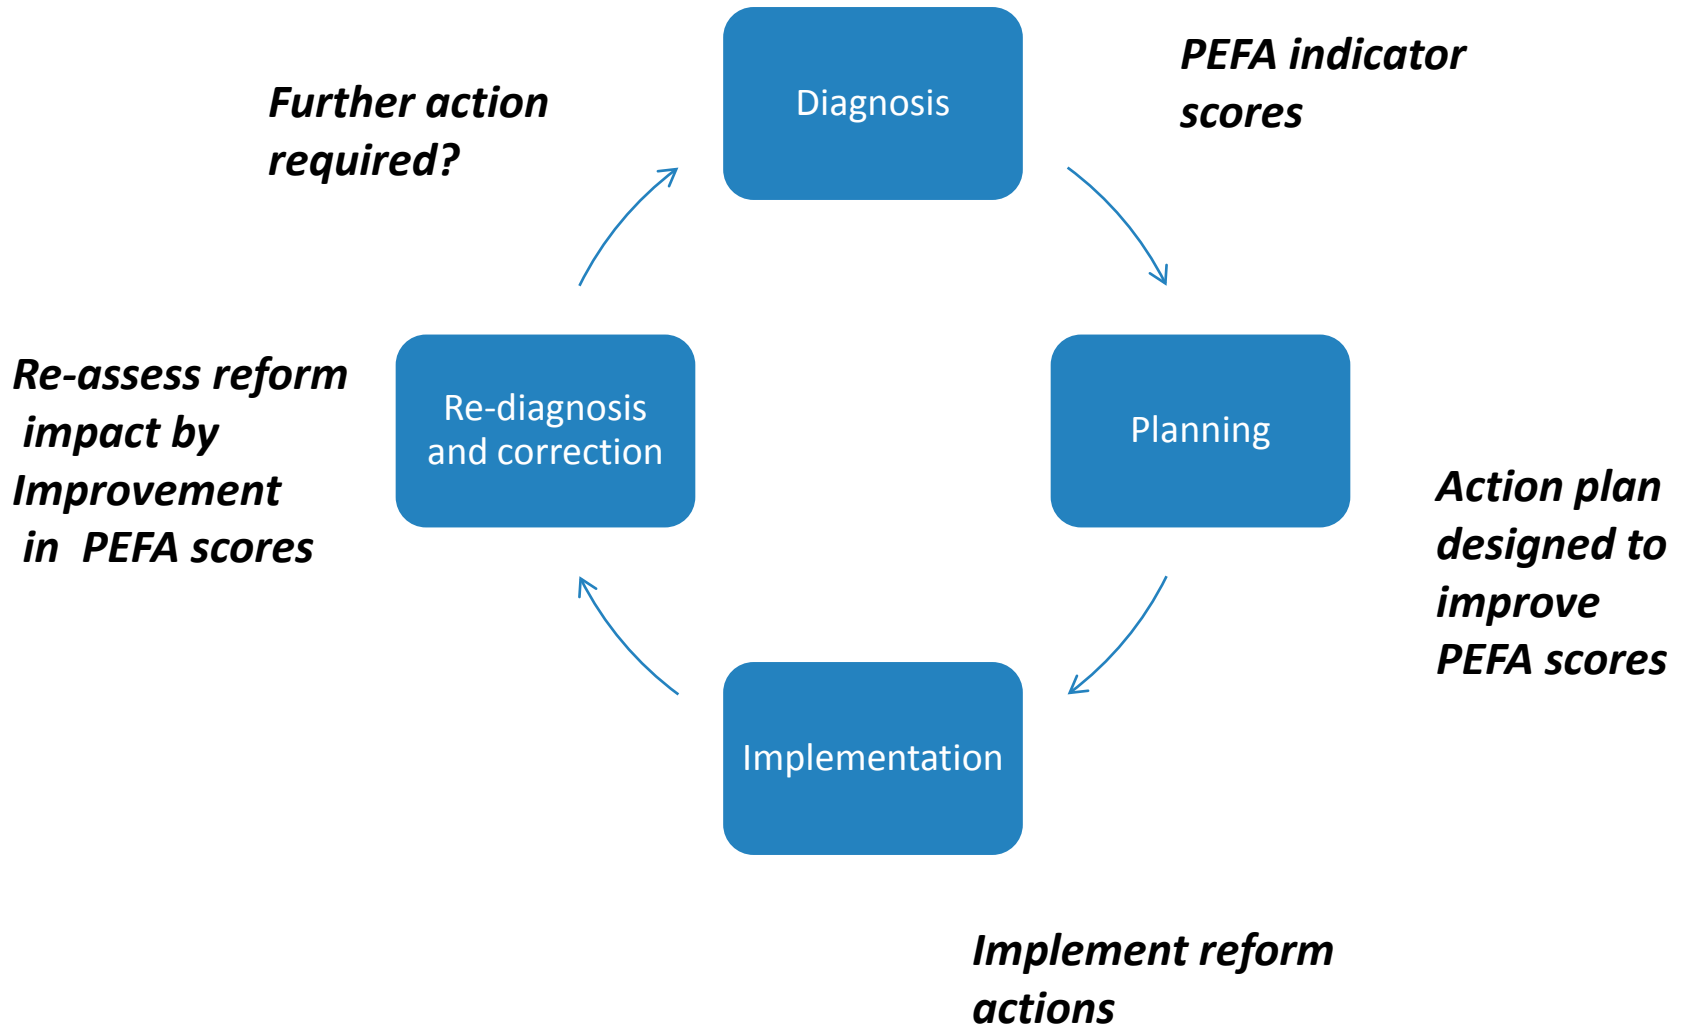 Diagnosis
PEFA indicator
scores
Further action
required?
Planning
Action plan
designed to
improve
PEFA scores
Implementation
Implement reform
actions
Re-diagnosis
and correction
Re-assess reform
impact by
Improvement
in PEFA scores